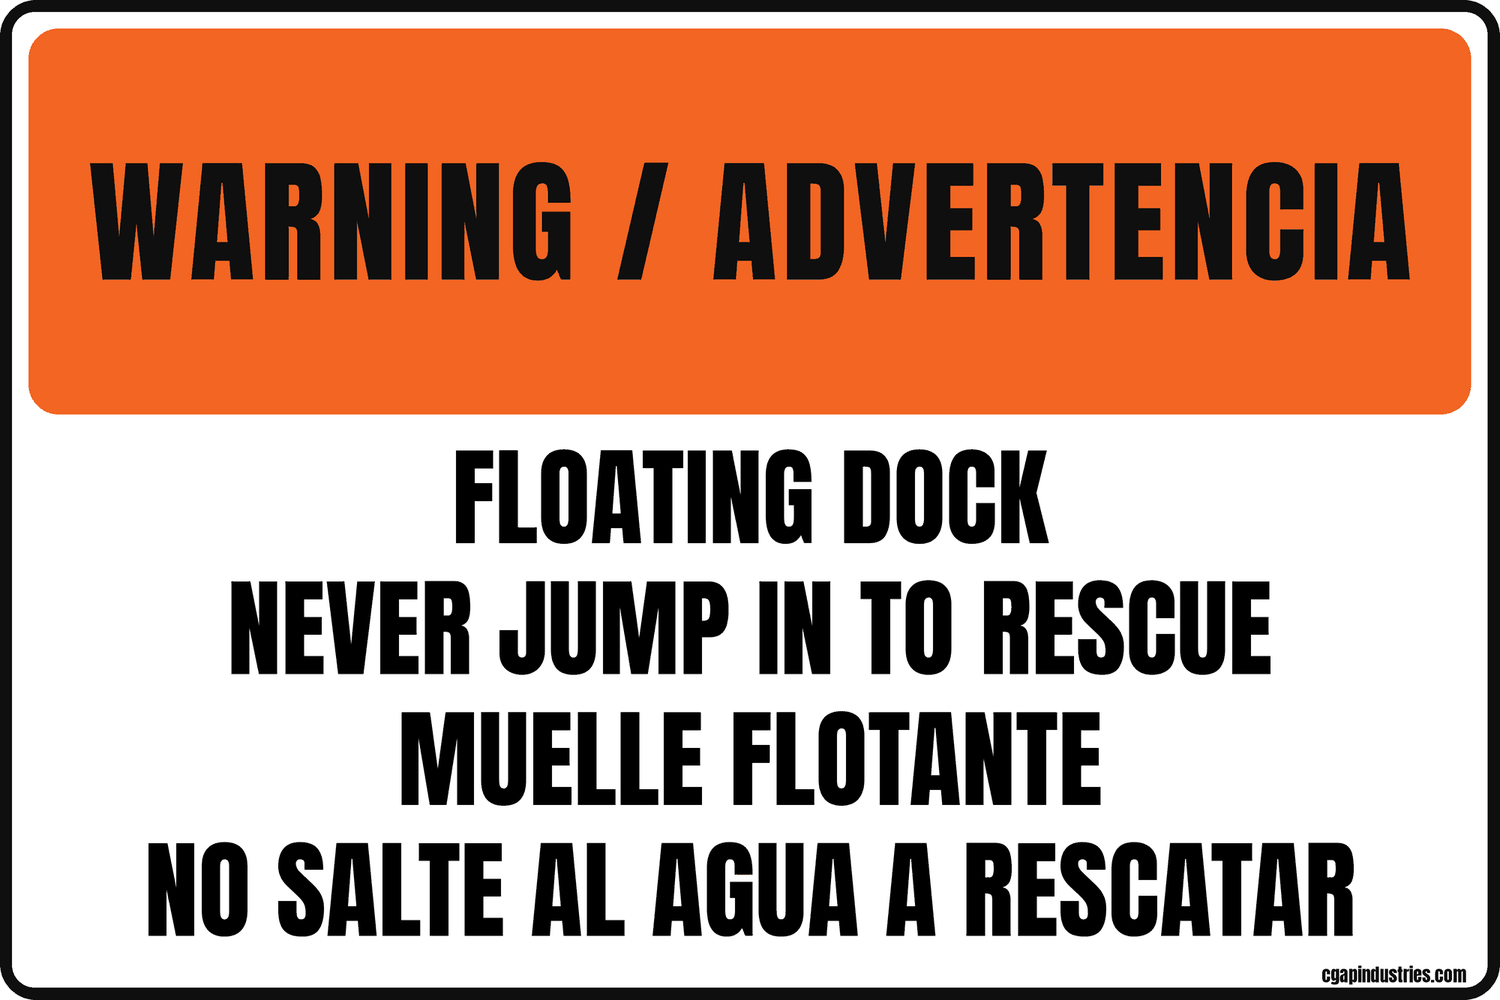 WARNING / ADVERTENCIA
FLOATING DOCK
NEVER JUMP IN TO RESCUE
MUELLE FLOTANTE
NO SALTE AL AGUA A RESCATAR
cgapindustries.com